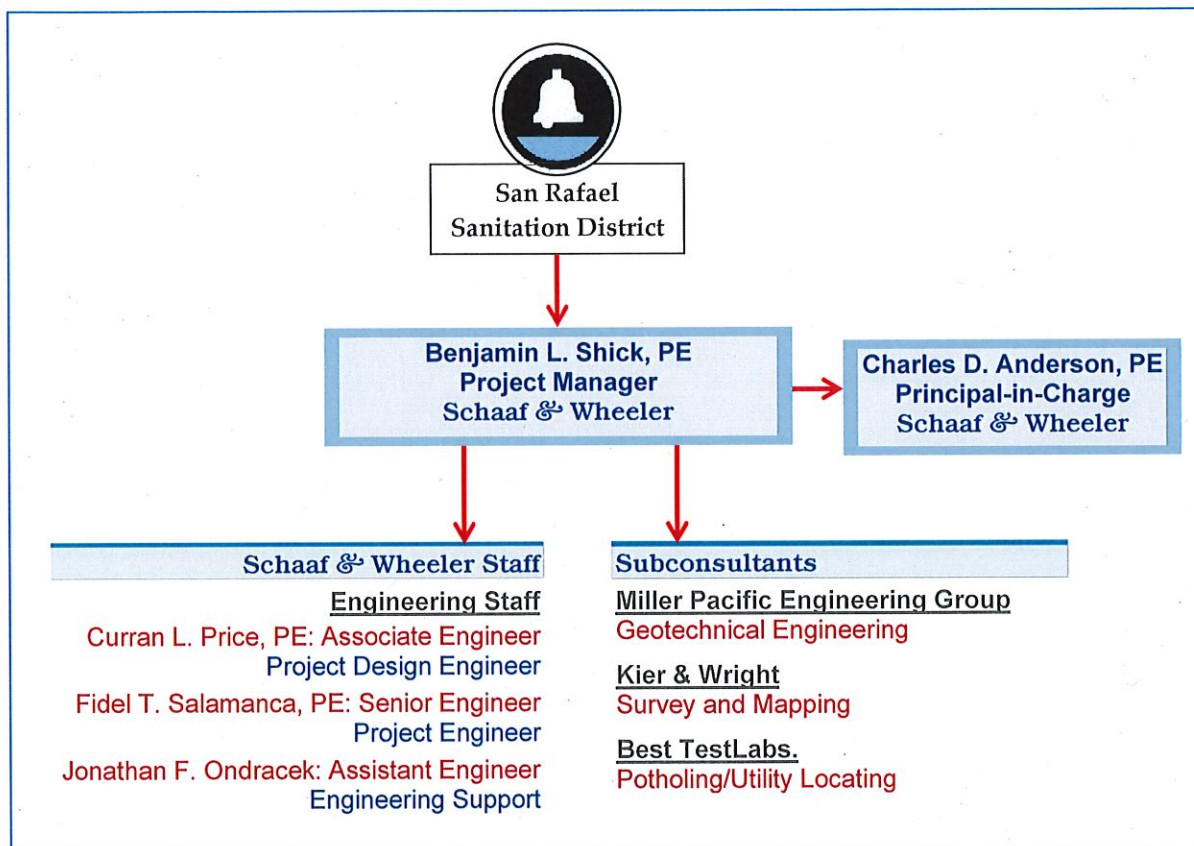 San Rafael
Sanitation District
Benjamin L. Shick, PE
Project Manager
Schaaf & Wheeler
Charles D. Anderson, PE
Principal-in-Charge
Schaaf & Wheeler
Schaaf & Wheeler Staff
Engineering Staff
Curran L. Price, PE: Associate Engineer
Project Design Engineer
Fidel T. Salamanca, PE: Senior Engineer
Project Engineer
Jonathan F. Ondracek: Assistant Engineer
Engineering Support
Subconsultants
Miller Pacific Engineering Group
Geotechnical Engineering
Kier & Wright
Survey and Mapping
Best TestLabs.
Potholing/Utility Locating